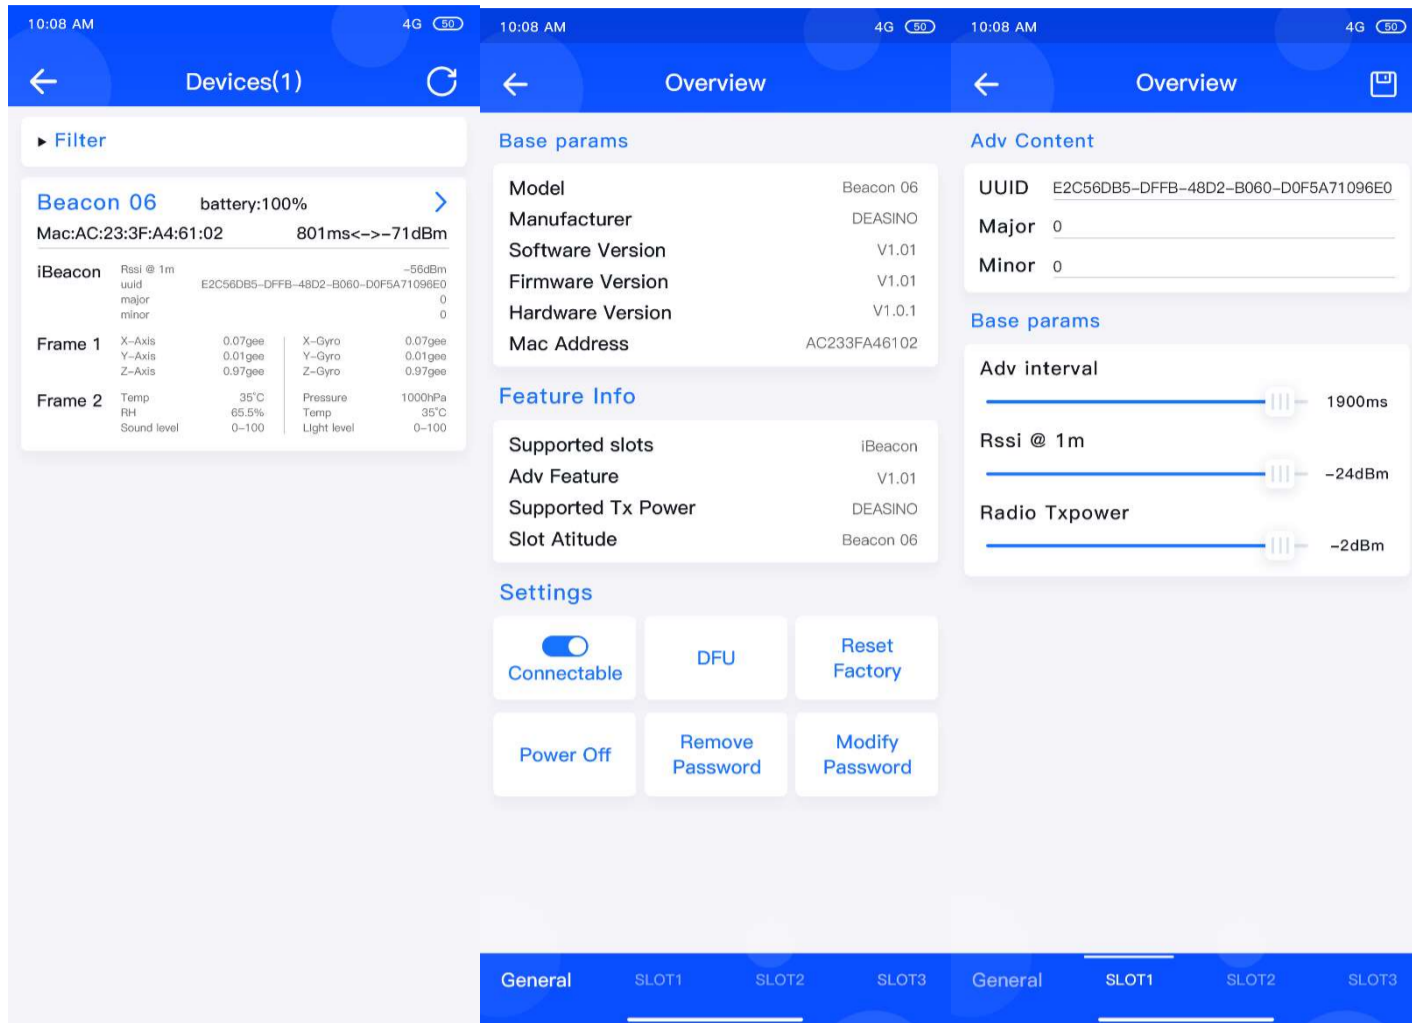 10:08 AM 4G 50
Devices(1)
Filter
Beacon 06 battery:100%
Mac:AC:23:3F:A4:61:02 801ms<->-71dBm
iBeacon Rssi @ 1m -56dBm
uuid E2C56DB5-DFFB-48D2-B060-D0F5A71096E0
major 0
minor 0
Frame 1 X-Axis 0.07gee X-Gyro 0.07gee
Y-Axis 0.01gee Y-Gyro 0.01gee
Z-Axis 0.97gee Z-Gyro 0.97gee
Frame 2 Temp 35°C Pressure 1000hPa
RH 65.5% Temp 35°C
Sound level 0-100 LIght level 0-100
10:08 AM 4G 50
Overview
Base params
Model Beacon 06
Manufacturer DEASINO
Software Version V1.01
Firmware Version V1.01
Hardware Version V1.0.1
Mac Address AC233FA46102
Feature Info
Supported slots iBeacon
Adv Feature V1.01
Supported Tx Power DEASINO
Slot Atitude Beacon 06
Settings
Connectable
DFU
Reset
Factory
Power Off
Remove
Password
Modify
Password
General SLOT1 SLOT2 SLOT3
10:08 AM 4G 50
Overview
Adv Content
UUID E2C56DB5-DFFB-48D2-B060-D0F5A71096E0
Major 0
Minor 0
Base params
Adv interval
1900ms
Rssi @ 1m
-24dBm
Radio Txpower
-2dBm
General SLOT1 SLOT2 SLOT3